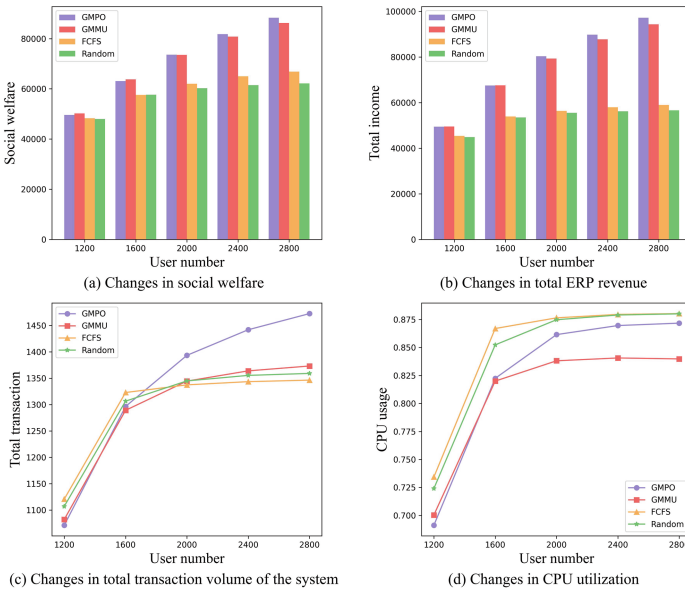 GMPO
GMMU
FCFS
Random
Social welfare
80000
60000
40000
20000
0
1200 1600 2000 2400 2800
User number
(a) Changes in social welfare
GMPO
GMMU
FCFS
Random
Total income
100000
80000
60000
40000
20000
0
1200 1600 2000 2400 2800
User number
(b) Changes in total ERP revenue
GMPO
GMMU
FCFS
Random
Total transaction
1450
1400
1350
1300
1250
1200
1150
1100
1200 1600 2000 2400 2800
User number
(c) Changes in total transaction volume of the system
CPU usage
0.875
0.850
0.825
0.800
0.775
0.750
0.725
0.700
GMPO
GMMU
FCFS
Random
1200 1600 2000 2400 280
User number
(d) Changes in CPU utilization